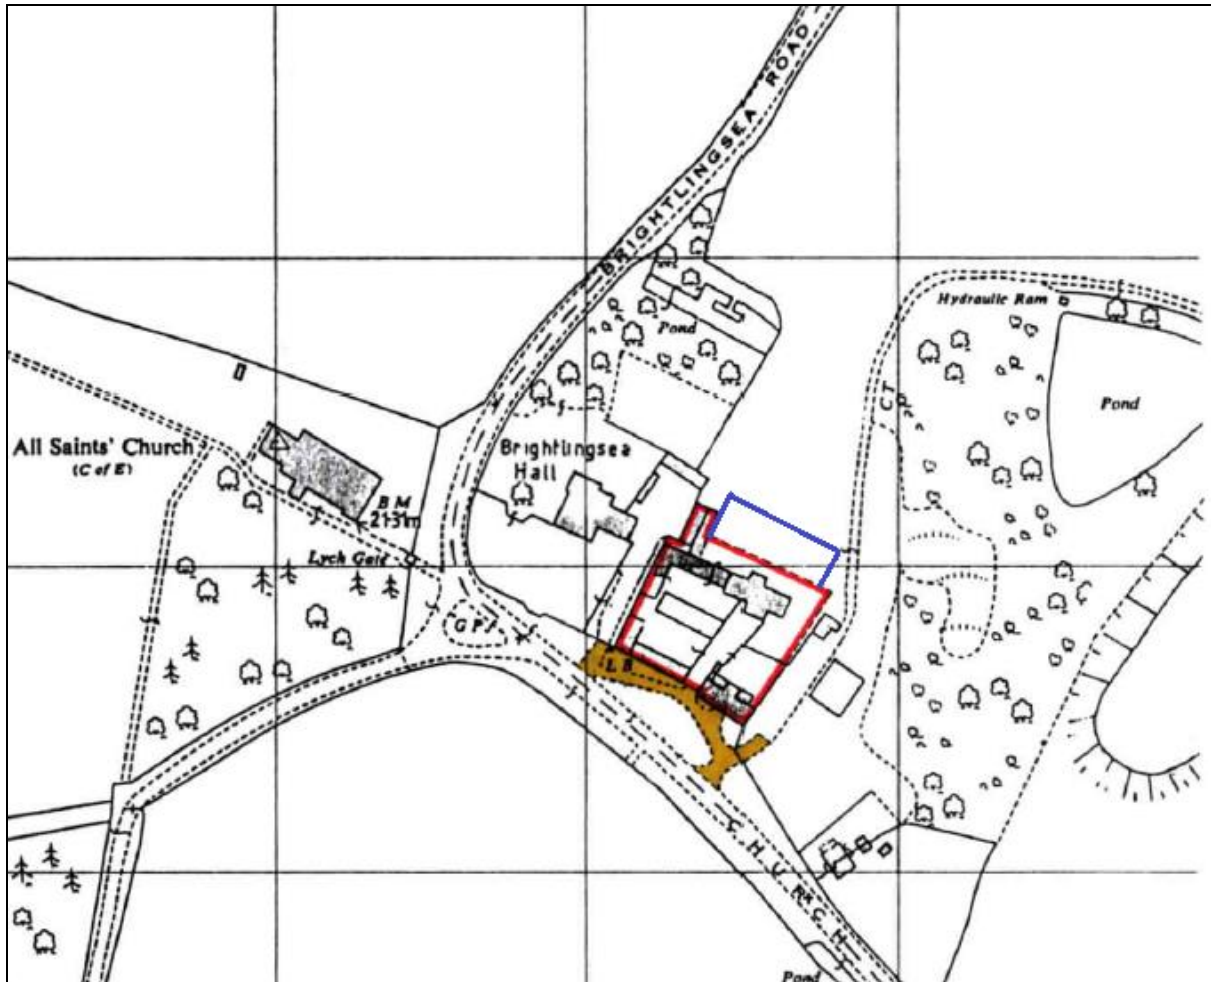 BRIGHTLINGSEA ROAD
Hydraulic Ram
Pond
CT
Pond
All Saints' Church
(C of E)
Brightlingsea
Hall
B M
21·31m
Lych Gate
G P
L B
CHURCH
Pond